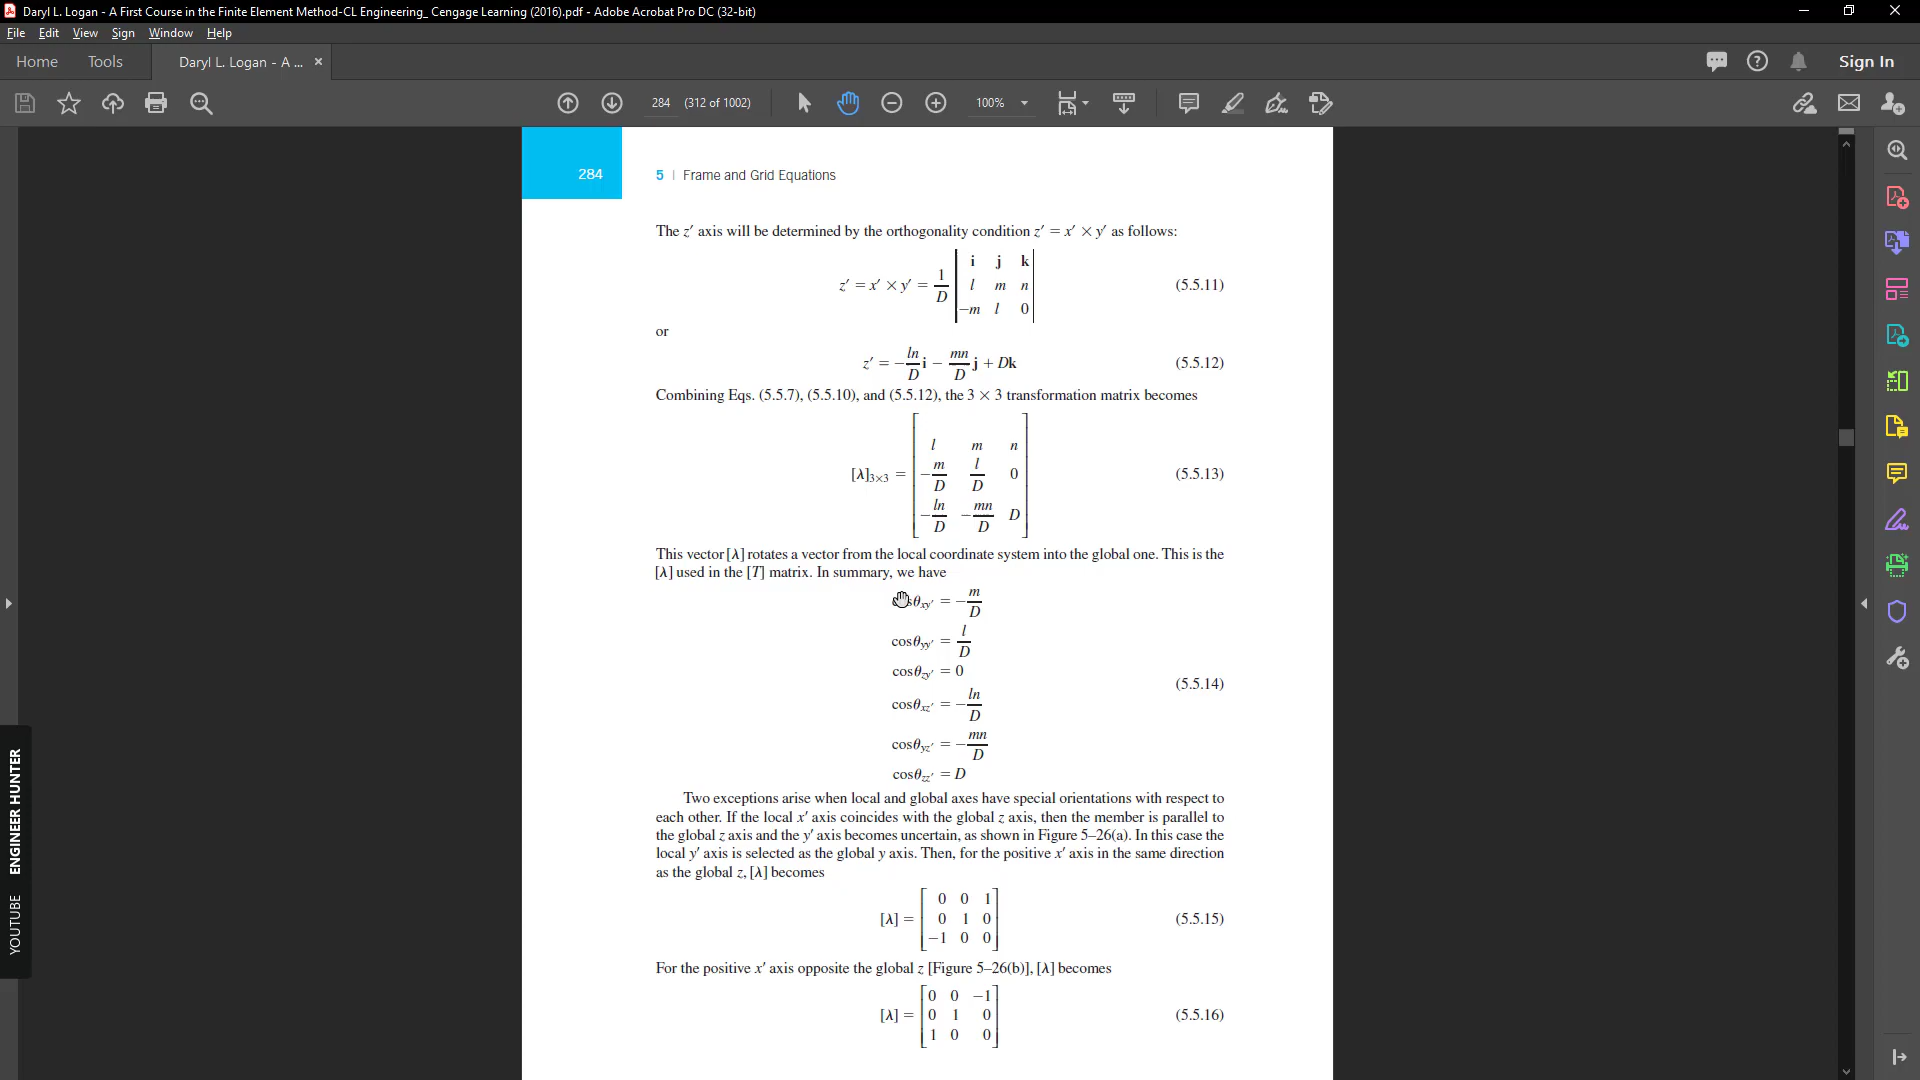 Daryl L. Logan - A First Course in the Finite Element Method-CL Engineering_ Cengage Learning (2016).pdf - Adobe Acrobat Pro DC (32-bit)
File Edit View Sign Window Help
Home Tools Daryl L. Logan - A ... × Sign In
284 (312 of 1002) 100%
284 5 | Frame and Grid Equations
The z′ axis will be determined by the orthogonality condition z′ = x′ × y′ as follows:
z′ = x′ × y′ = 1/D | i j k ; l m n ; −m l 0 | (5.5.11)
or
z′ = −ln/D i − mn/D j + Dk (5.5.12)
Combining Eqs. (5.5.7), (5.5.10), and (5.5.12), the 3 × 3 transformation matrix becomes
[λ]3×3 = [ l m n ; −m/D l/D 0 ; −ln/D −mn/D D ] (5.5.13)
This vector [λ] rotates a vector from the local coordinate system into the global one. This is the
[λ] used in the [T] matrix. In summary, we have
θxy′ = −m/D
cosθyy′ = l/D
cosθzy′ = 0
(5.5.14)
cosθxz′ = −ln/D
cosθyz′ = −mn/D
cosθzz′ = D
Two exceptions arise when local and global axes have special orientations with respect to
each other. If the local x′ axis coincides with the global z axis, then the member is parallel to
the global z axis and the y′ axis becomes uncertain, as shown in Figure 5–26(a). In this case the
local y′ axis is selected as the global y axis. Then, for the positive x′ axis in the same direction
as the global z, [λ] becomes
[λ] = [ 0 0 1 ; 0 1 0 ; −1 0 0 ] (5.5.15)
For the positive x′ axis opposite the global z [Figure 5–26(b)], [λ] becomes
[λ] = [ 0 0 −1 ; 0 1 0 ; 1 0 0 ] (5.5.16)
YOUTUBE ENGINEER HUNTER